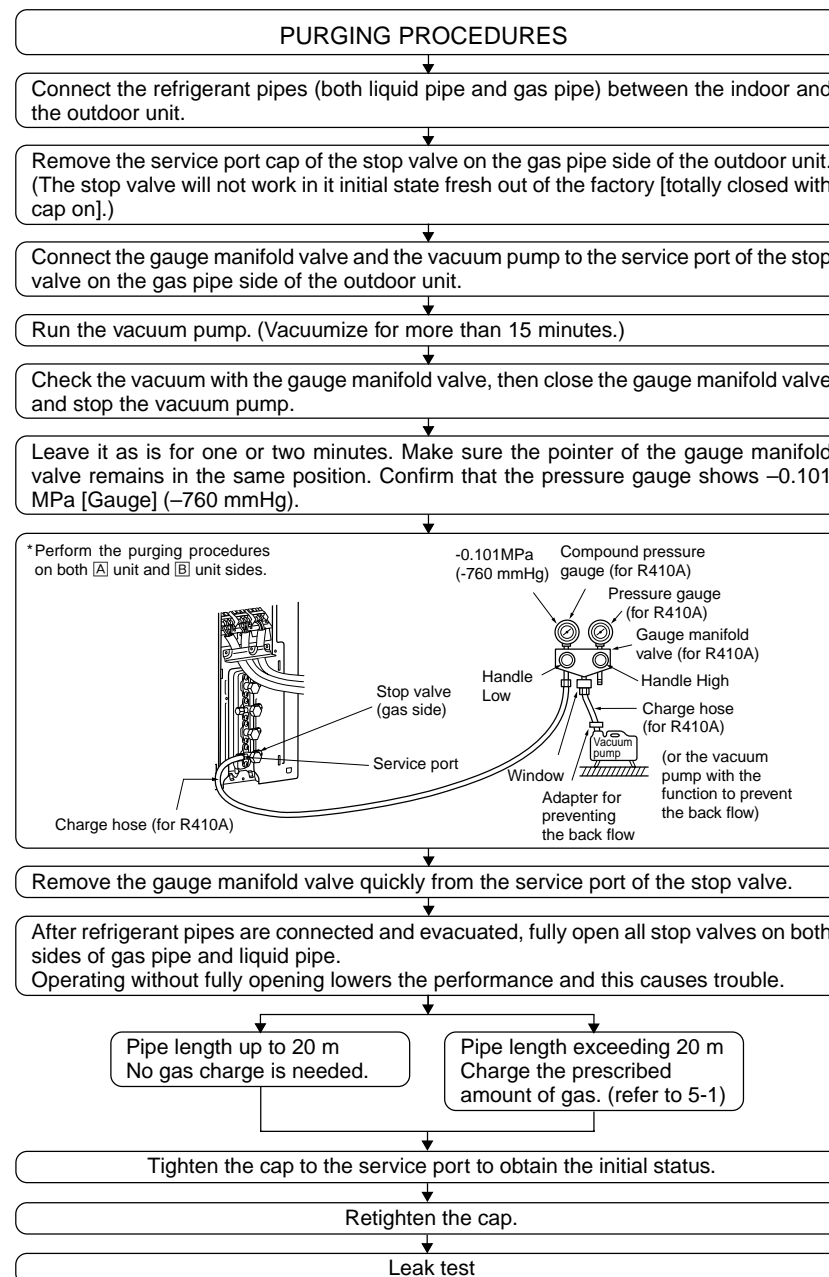 PURGING PROCEDURES
Connect the refrigerant pipes (both liquid pipe and gas pipe) between the indoor and
the outdoor unit.
Remove the service port cap of the stop valve on the gas pipe side of the outdoor unit.
(The stop valve will not work in it initial state fresh out of the factory [totally closed with
cap on].)
Connect the gauge manifold valve and the vacuum pump to the service port of the stop
valve on the gas pipe side of the outdoor unit.
Run the vacuum pump. (Vacuumize for more than 15 minutes.)
Check the vacuum with the gauge manifold valve, then close the gauge manifold valve
and stop the vacuum pump.
Leave it as is for one or two minutes. Make sure the pointer of the gauge manifold
valve remains in the same position. Confirm that the pressure gauge shows –0.101
MPa [Gauge] (–760 mmHg).
*Perform the purging procedures
on both A unit and B unit sides.
-0.101MPa
(-760 mmHg)
Compound pressure
gauge (for R410A)
Pressure gauge
(for R410A)
Gauge manifold
valve (for R410A)
Handle
Low
Handle High
Stop valve
(gas side)
Charge hose
(for R410A)
Service port
Vacuum
pump
Window
(or the vacuum
pump with the
function to prevent
the back flow)
Adapter for
preventing
the back flow
Charge hose (for R410A)
Remove the gauge manifold valve quickly from the service port of the stop valve.
After refrigerant pipes are connected and evacuated, fully open all stop valves on both
sides of gas pipe and liquid pipe.
Operating without fully opening lowers the performance and this causes trouble.
Pipe length up to 20 m
No gas charge is needed.
Pipe length exceeding 20 m
Charge the prescribed
amount of gas. (refer to 5-1)
Tighten the cap to the service port to obtain the initial status.
Retighten the cap.
Leak test